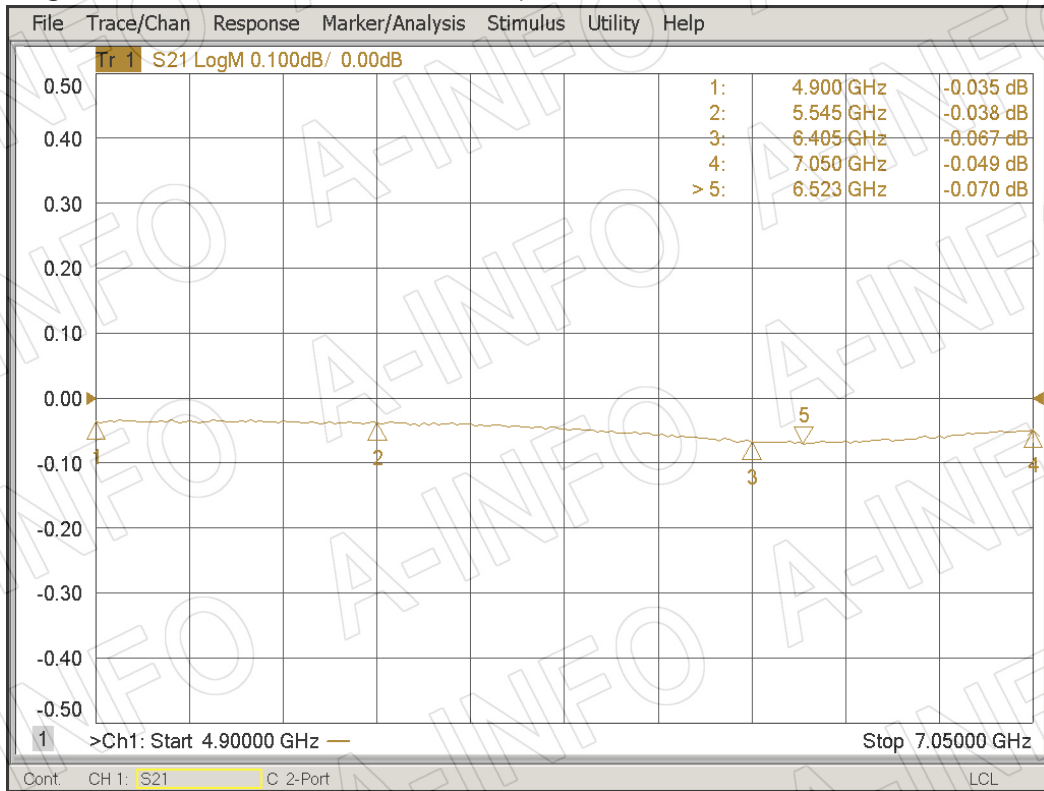 File Trace/Chan Response Marker/Analysis Stimulus Utility Help
Tr 1 S21 LogM 0.100dB/ 0.00dB
1: 4.900 GHz -0.035 dB
2: 5.545 GHz -0.038 dB
3: 6.405 GHz -0.067 dB
4: 7.050 GHz -0.049 dB
> 5: 6.523 GHz -0.070 dB
0.50
0.40
0.30
0.20
0.10
0.00
-0.10
-0.20
-0.30
-0.40
-0.50
1
2
3
5
4
1 >Ch1: Start 4.90000 GHz Stop 7.05000 GHz
Cont. CH 1: S21 C 2-Port LCL
A-INFO